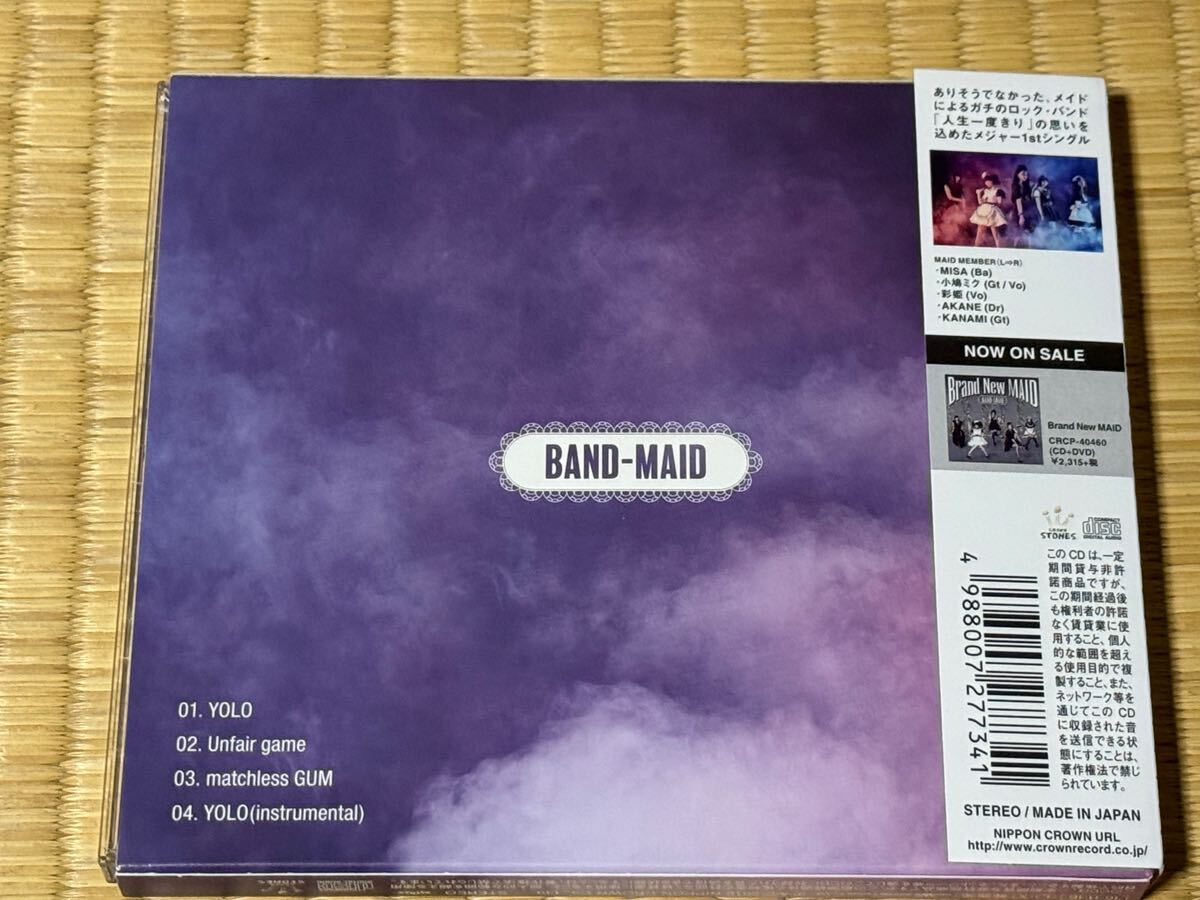 BAND-MAID
01. YOLO
02. Unfair game
03. matchless GUM
04. YOLO(instrumental)
ありそうでなかった、メイド
によるガチのロック・バンド
「人生一度きり」の思いを
込めたメジャー1stシングル
MAID MEMBER(L⇨R)
・MISA (Ba)
・小鳩ミク (Gt / Vo)
・彩姫 (Vo)
・AKANE (Dr)
・KANAMI (Gt)
NOW ON SALE
Brand New MAID
BAND-MAID
Brand New MAID
CRCP-40460
(CD+DVD)
¥2,315+税
STONES
COMPACT
disc
DIGITAL AUDIO
4 988007 277341
このCDは、一定
期間貸与非許
諾商品ですが、
この期間経過後
も権利者の許諾
なく賃貸業に使
用すること、個人
的な範囲を超え
る使用目的で複
製すること、また、
ネットワーク等を
通じてこのCD
に収録された音
を送信できる状
態にすることは、
著作権法で禁じ
られています。
STEREO / MADE IN JAPAN
NIPPON CROWN URL
http://www.crownrecord.co.jp/